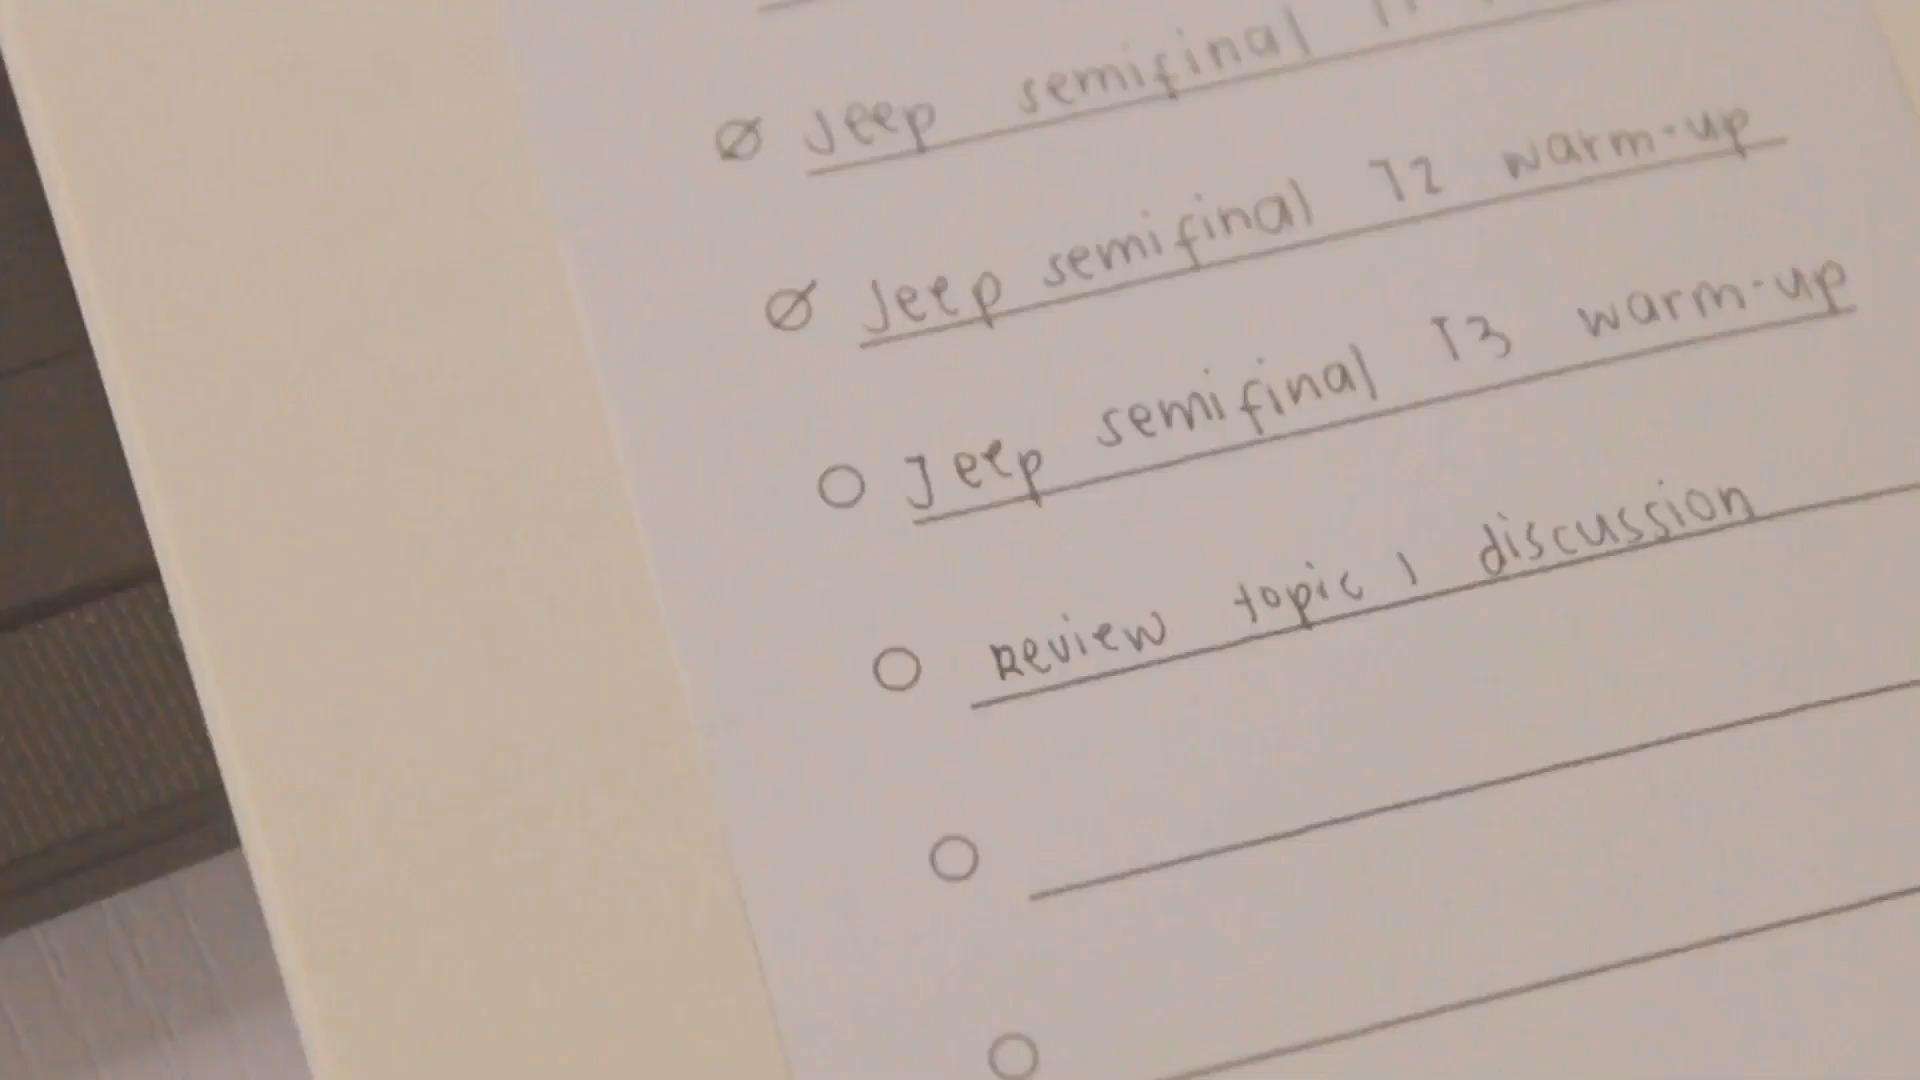 Jeep semifinal
Jeep semifinal T2 warm-up
Jeep semifinal T3 warm-up
Review topic 1 discussion